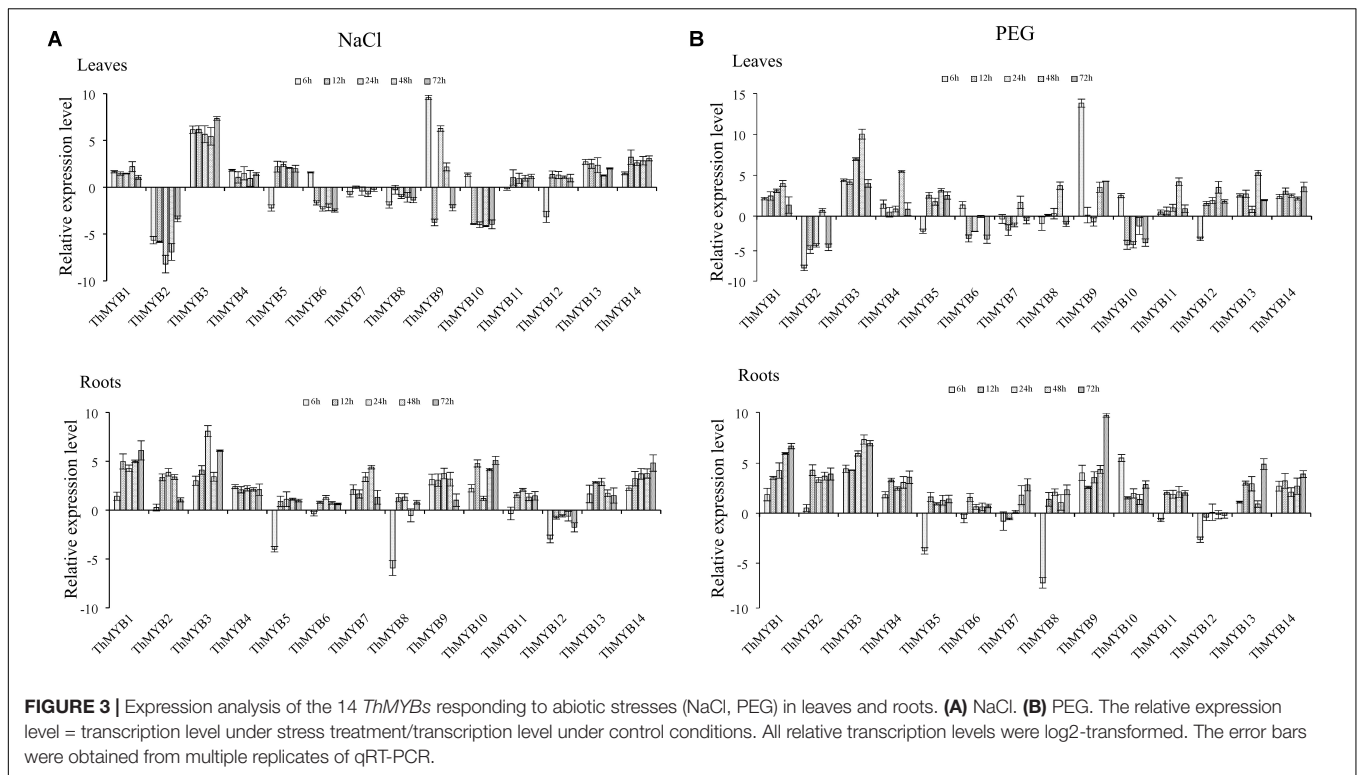 A
NaCl
Leaves
6h 12h 24h 48h 72h
Relative expression level
10
5
0
-5
-10
ThMYB1 ThMYB2 ThMYB3 ThMYB4 ThMYB5 ThMYB6 ThMYB7 ThMYB8 ThMYB9 ThMYB10 ThMYB11 ThMYB12 ThMYB13 ThMYB14
Roots
6h 12h 24h 48h 72h
Relative expression level
10
5
0
-5
-10
ThMYB1 ThMYB2 ThMYB3 ThMYB4 ThMYB5 ThMYB6 ThMYB7 ThMYB8 ThMYB9 ThMYB10 ThMYB11 ThMYB12 ThMYB13 ThMYB14
B
PEG
Leaves
6h 12h 24h 48h 72h
Relative expression level
15
10
5
0
-5
-10
ThMYB1 ThMYB2 ThMYB3 ThMYB4 ThMYB5 ThMYB6 ThMYB7 ThMYB8 ThMYB9 ThMYB10 ThMYB11 ThMYB12 ThMYB13 ThMYB14
Roots
6h 12h 24h 48h 72h
Relative expression level
10
5
0
-5
-10
ThMYB1 ThMYB2 ThMYB3 ThMYB4 ThMYB5 ThMYB6 ThMYB7 ThMYB8 ThMYB9 ThMYB10 ThMYB11 ThMYB12 ThMYB13 ThMYB14
FIGURE 3 | Expression analysis of the 14 ThMYBs responding to abiotic stresses (NaCl, PEG) in leaves and roots. (A) NaCl. (B) PEG. The relative expression
level = transcription level under stress treatment/transcription level under control conditions. All relative transcription levels were log2-transformed. The error bars
were obtained from multiple replicates of qRT-PCR.